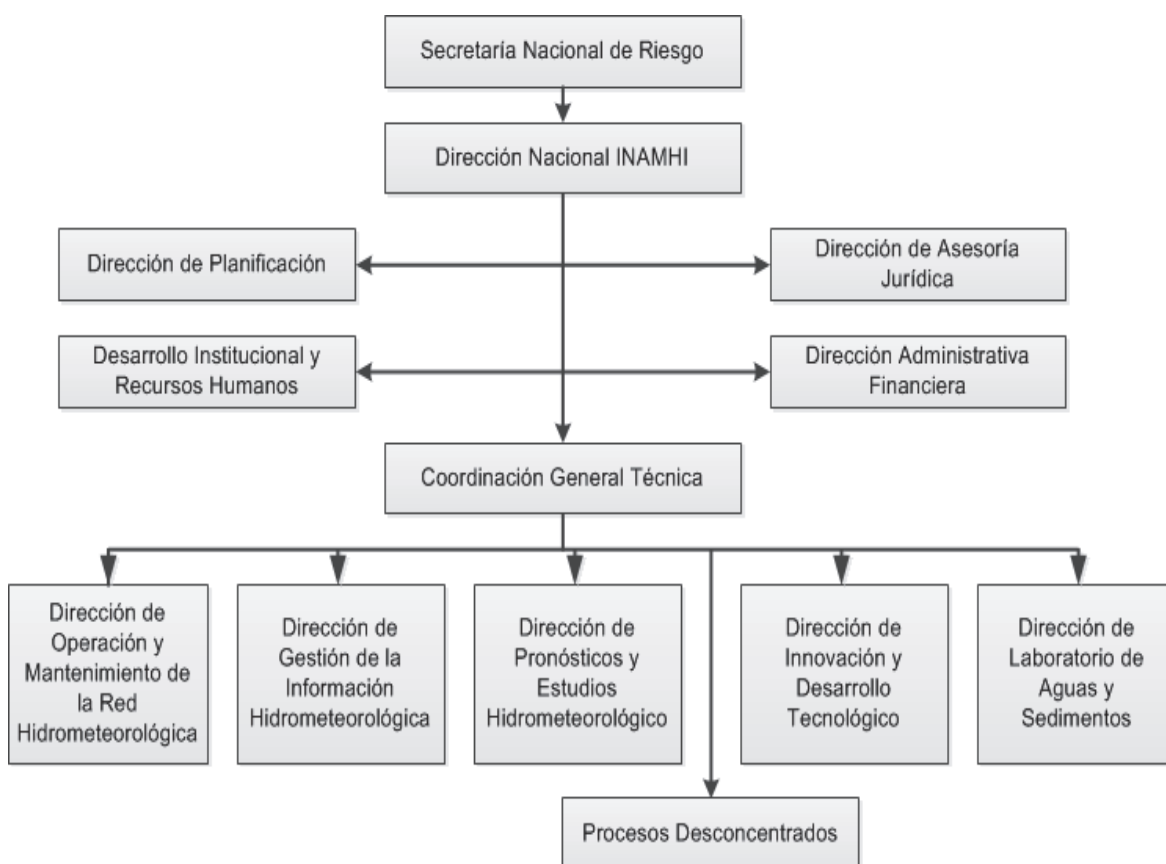 Secretaría Nacional de Riesgo
Dirección Nacional INAMHI
Dirección de Planificación
Dirección de Asesoría
Jurídica
Desarrollo Institucional y
Recursos Humanos
Dirección Administrativa
Financiera
Coordinación General Técnica
Dirección de
Operación y
Mantenimiento de
la Red
Hidrometeorológica
Dirección de
Gestión de la
Información
Hidrometeorológica
Dirección de
Pronósticos y
Estudios
Hidrometeorológico
Dirección de
Innovación y
Desarrollo
Tecnológico
Dirección de
Laboratorio de
Aguas y
Sedimentos
Procesos Desconcentrados